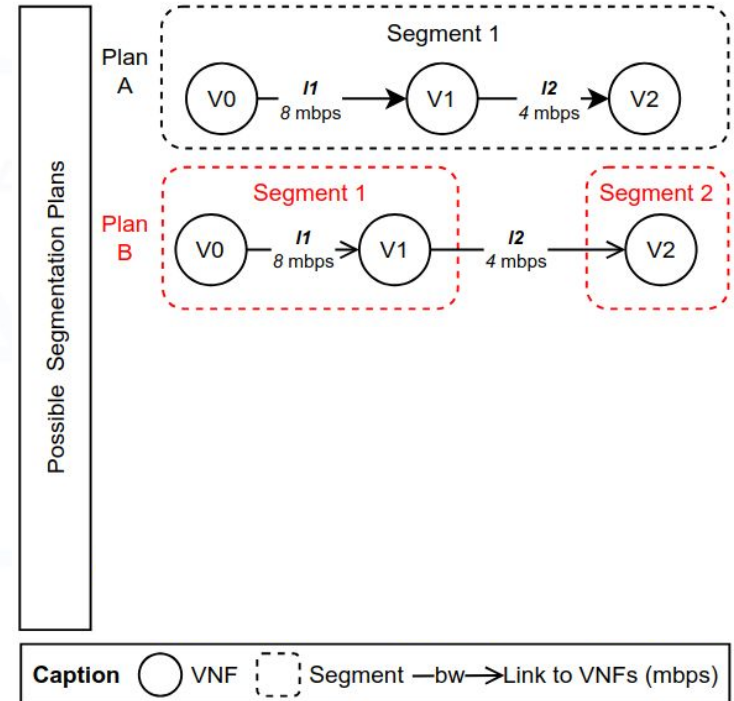 Possible Segmentation Plans
Plan
A
Segment 1
V0
l1
8 mbps
V1
l2
4 mbps
V2
Plan
B
Segment 1
Segment 2
V0
l1
8 mbps
V1
l2
4 mbps
V2
Caption VNF Segment bw Link to VNFs (mbps)